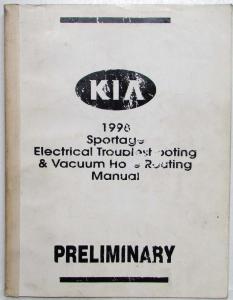 KIA
1998
Sportage
Electrical Troubleshooting
& Vacuum Hose Routing
Manual
PRELIMINARY